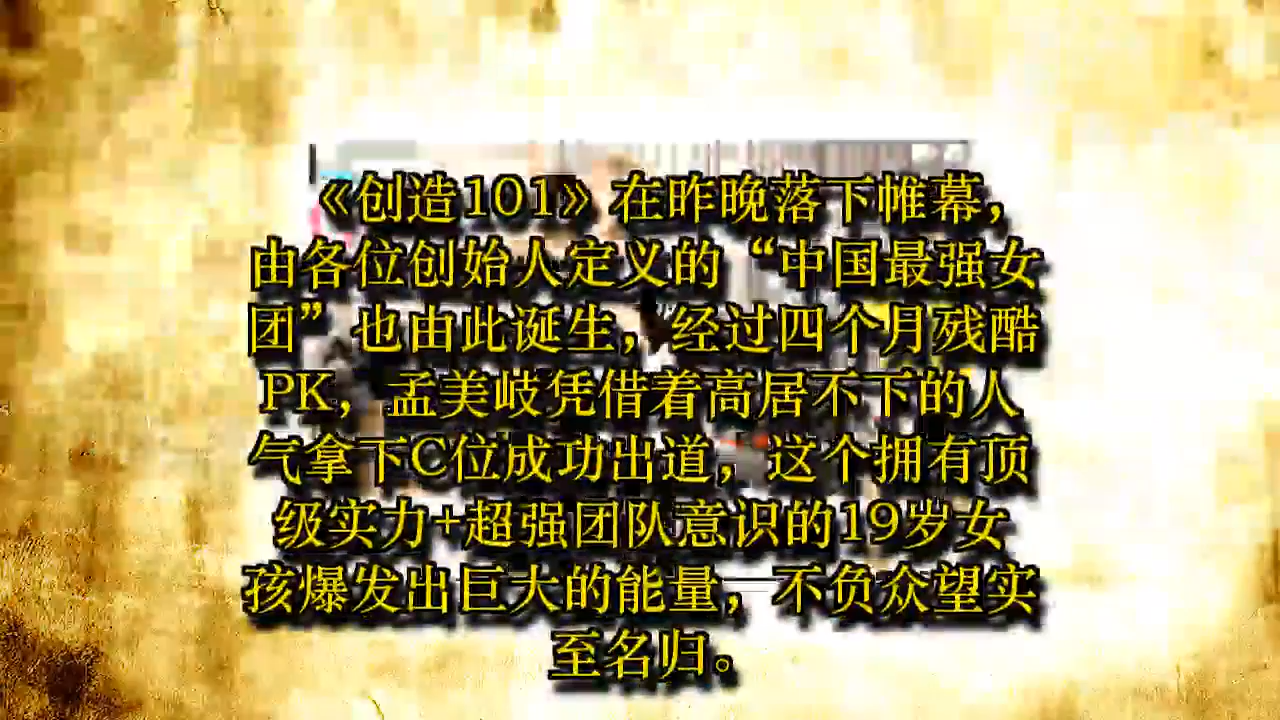 《创造101》在昨晚落下帷幕，
由各位创始人定义的“中国最强女
团”也由此诞生，经过四个月残酷
PK，孟美岐凭借着高居不下的人
气拿下C位成功出道，这个拥有顶
级实力+超强团队意识的19岁女
孩爆发出巨大的能量，不负众望实
至名归。